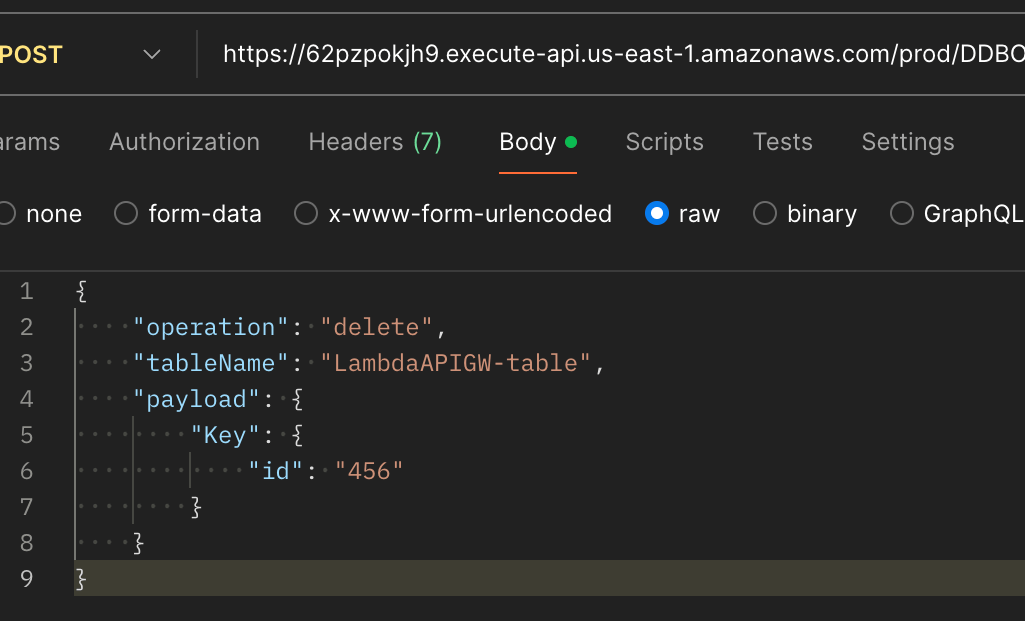 POST https://62pzpokjh9.execute-api.us-east-1.amazonaws.com/prod/DDBO
arams Authorization Headers (7) Body Scripts Tests Settings
none form-data x-www-form-urlencoded raw binary GraphQL
1 {
2 "operation": "delete",
3 "tableName": "LambdaAPIGW-table",
4 "payload": {
5 "Key": {
6 "id": "456"
7 }
8 }
9 }